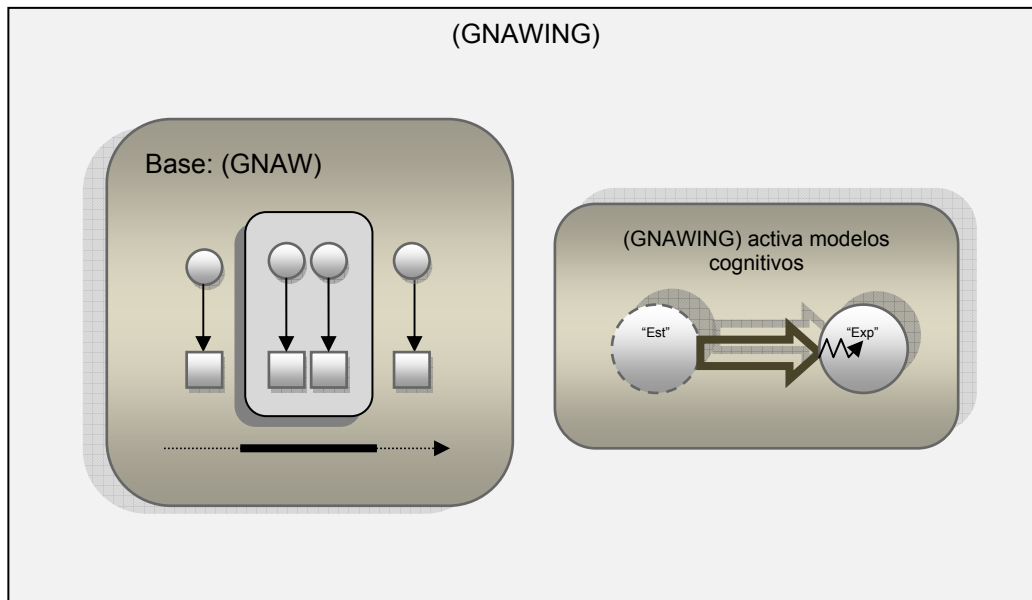 (GNAWING)
Base: (GNAW)
(GNAWING) activa modelos
cognitivos
“Est”
“Exp”